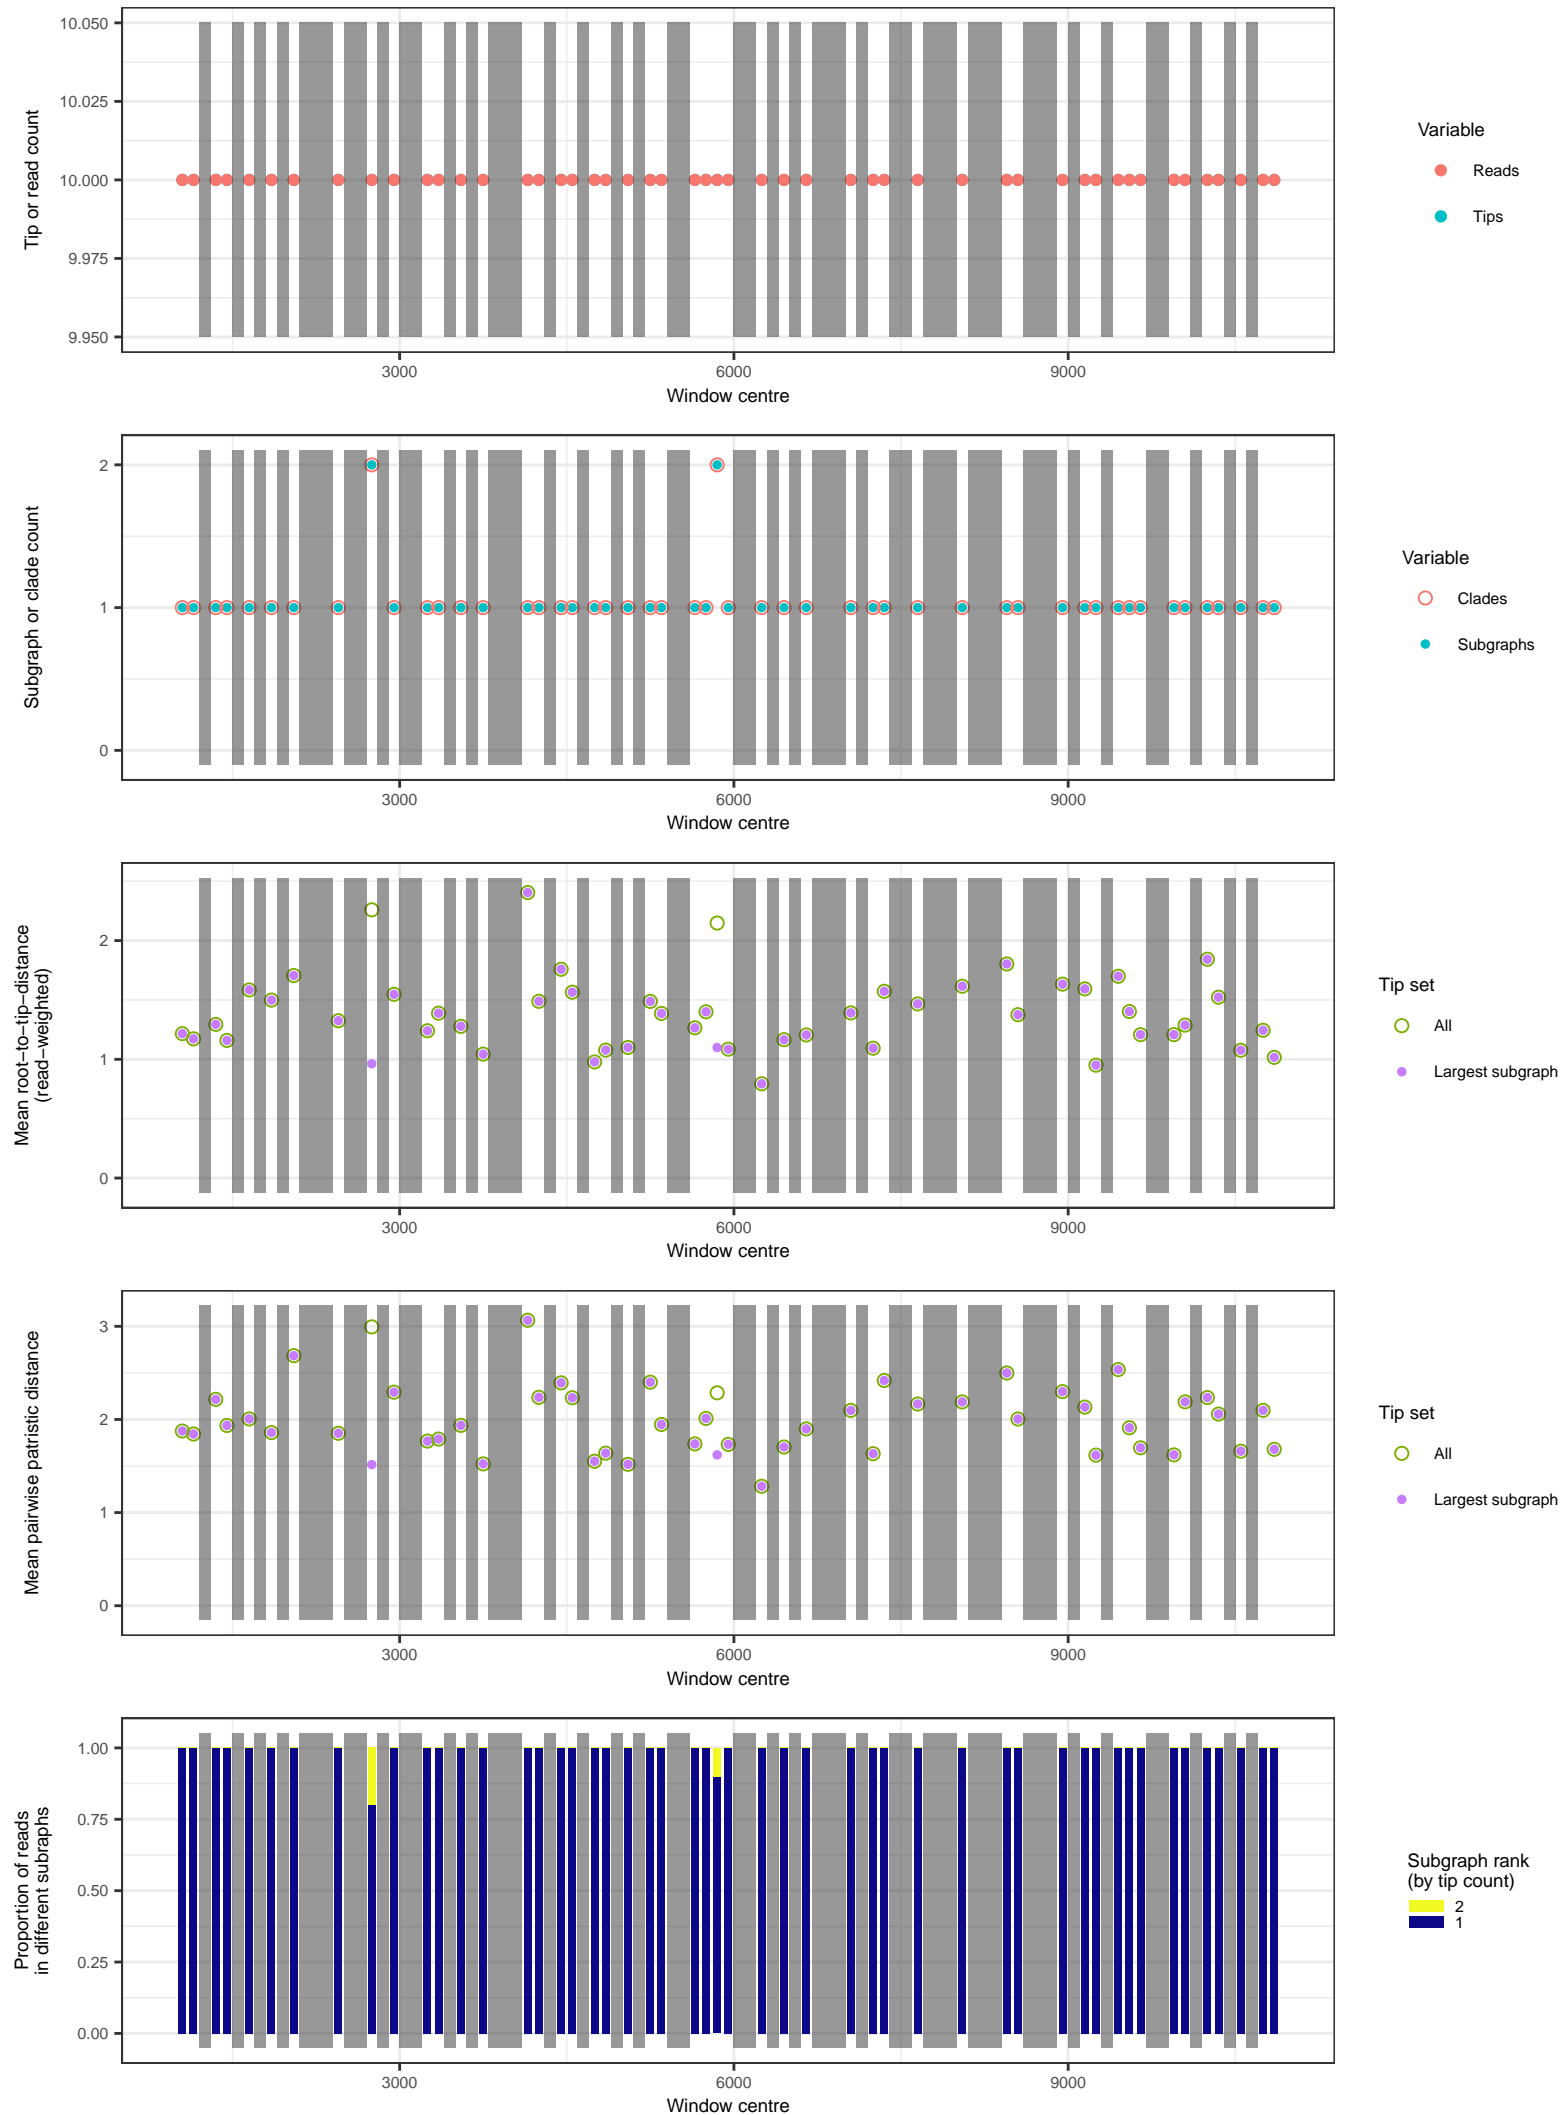 Tip or read count
10.050
10.025
10.000
9.975
9.950
3000 6000 9000
Window centre
Variable
Reads
Tips
Subgraph or clade count
2
1
0
3000 6000 9000
Window centre
Variable
Clades
Subgraphs
Mean root−to−tip−distance
(read−weighted)
2
1
0
3000 6000 9000
Window centre
Tip set
All
Largest subgraph
Mean pairwise patristic distance
3
2
1
0
3000 6000 9000
Window centre
Tip set
All
Largest subgraph
Proportion of reads
in different subraphs
1.00
0.75
0.50
0.25
0.00
3000 6000 9000
Window centre
Subgraph rank
(by tip count)
2
1